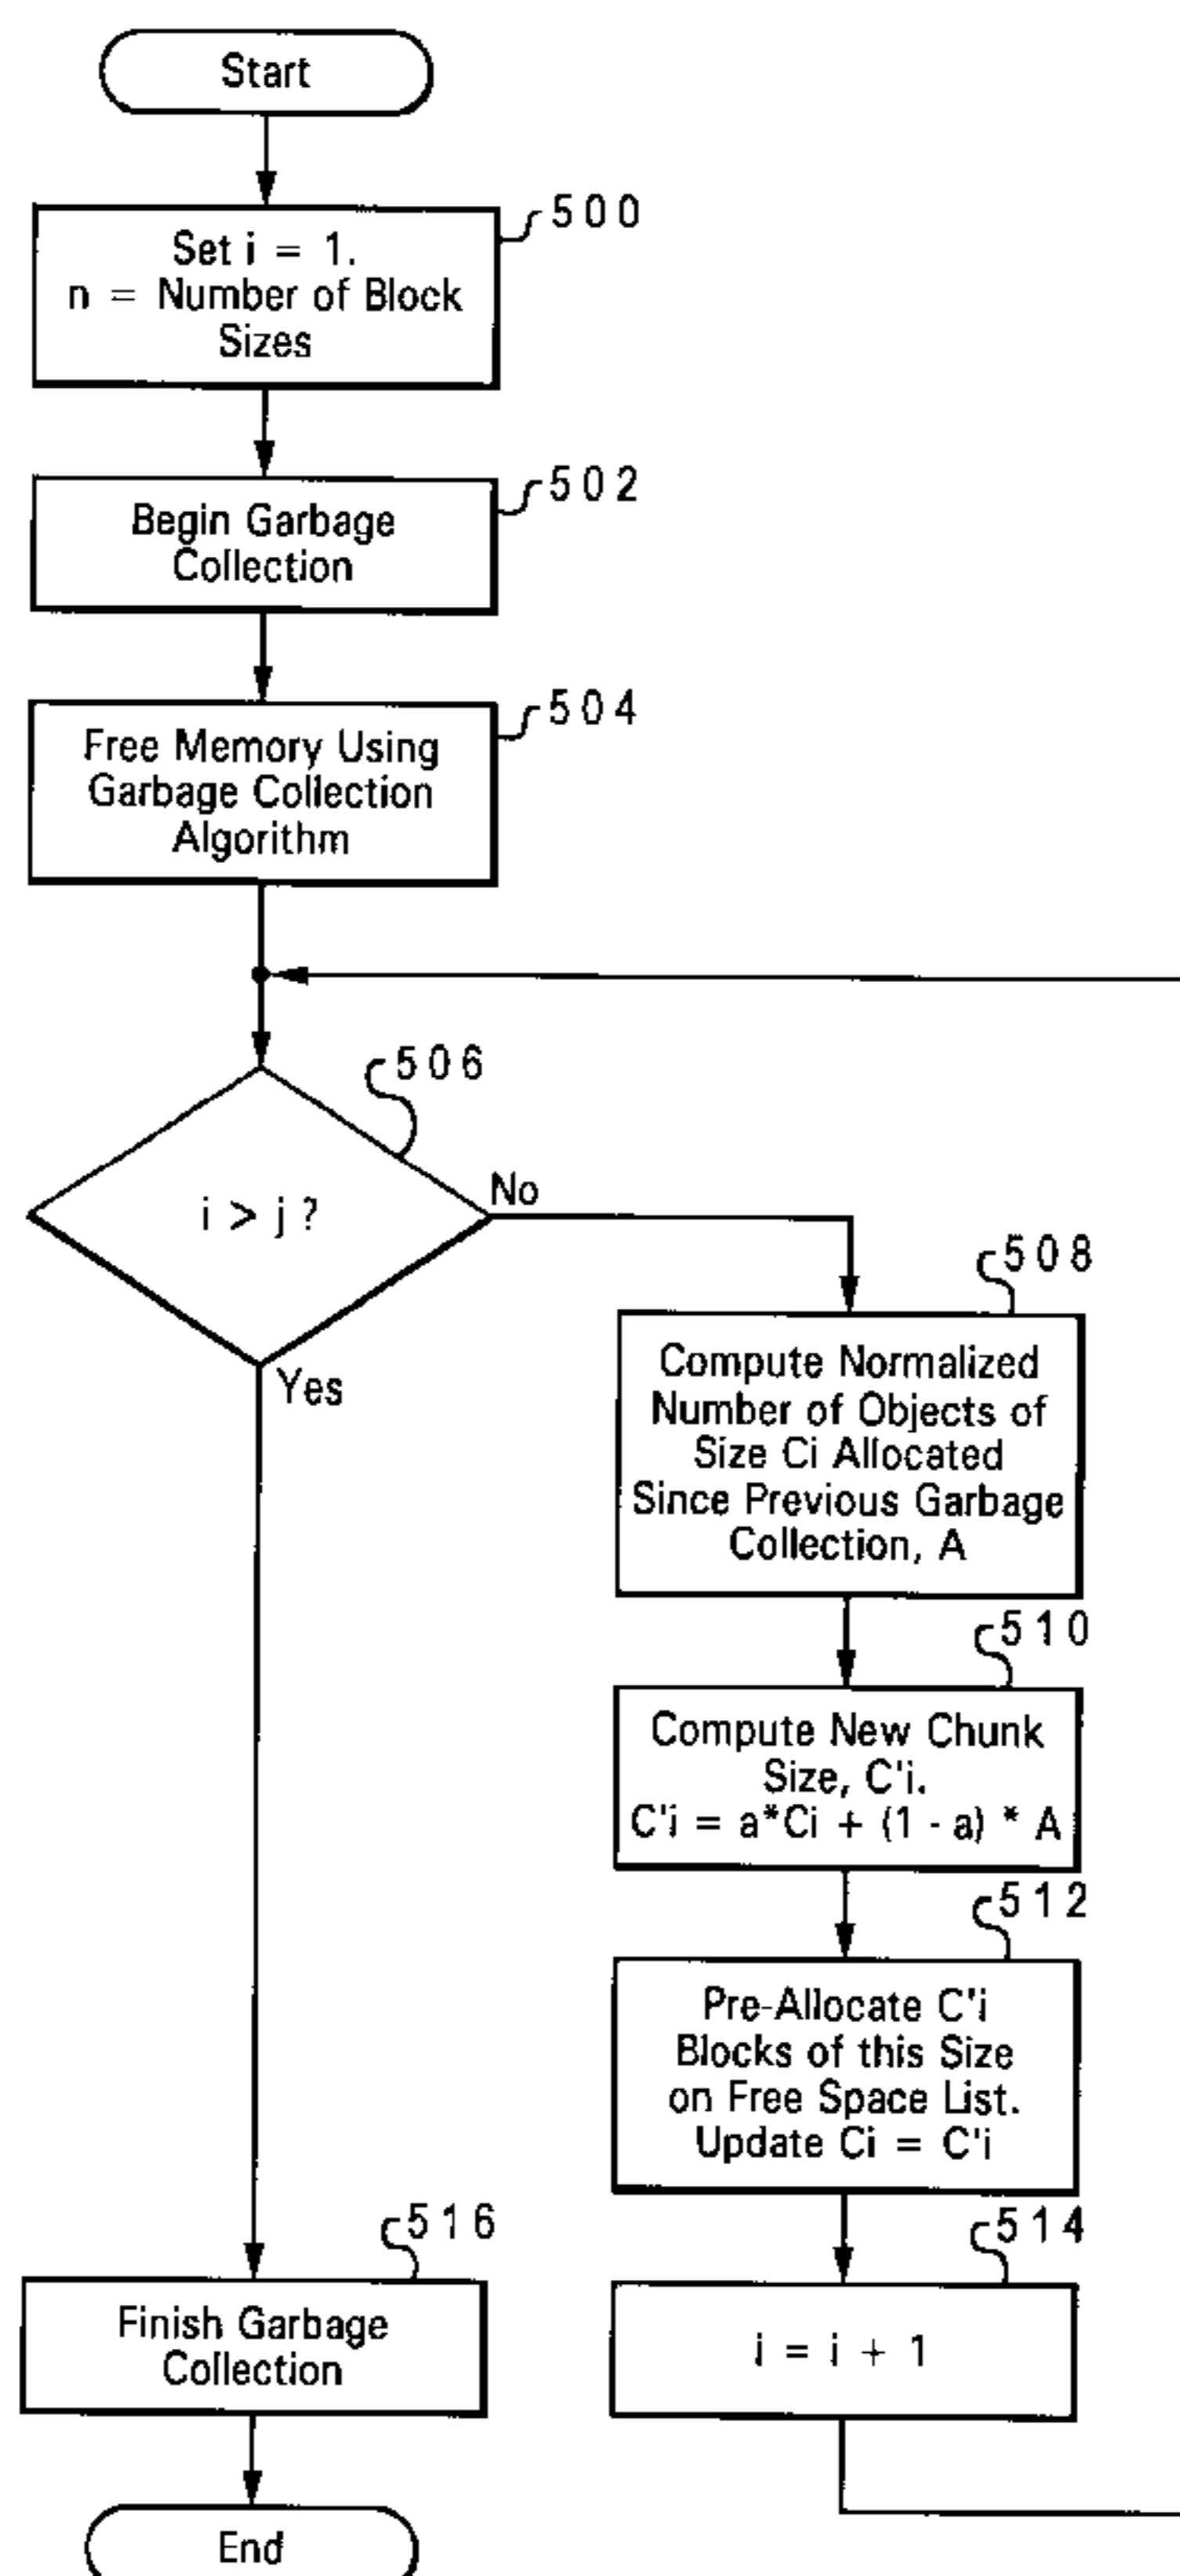 Start
500
Set i = 1.
n = Number of Block
Sizes
502
Begin Garbage
Collection
504
Free Memory Using
Garbage Collection
Algorithm
506
i > j ?
No
Yes
508
Compute Normalized
Number of Objects of
Size Ci Allocated
Since Previous Garbage
Collection, A
510
Compute New Chunk
Size, C'i.
C'i = a*Ci + (1 - a) * A
512
Pre-Allocate C'i
Blocks of this Size
on Free Space List.
Update Ci = C'i
514
i = i + 1
516
Finish Garbage
Collection
End